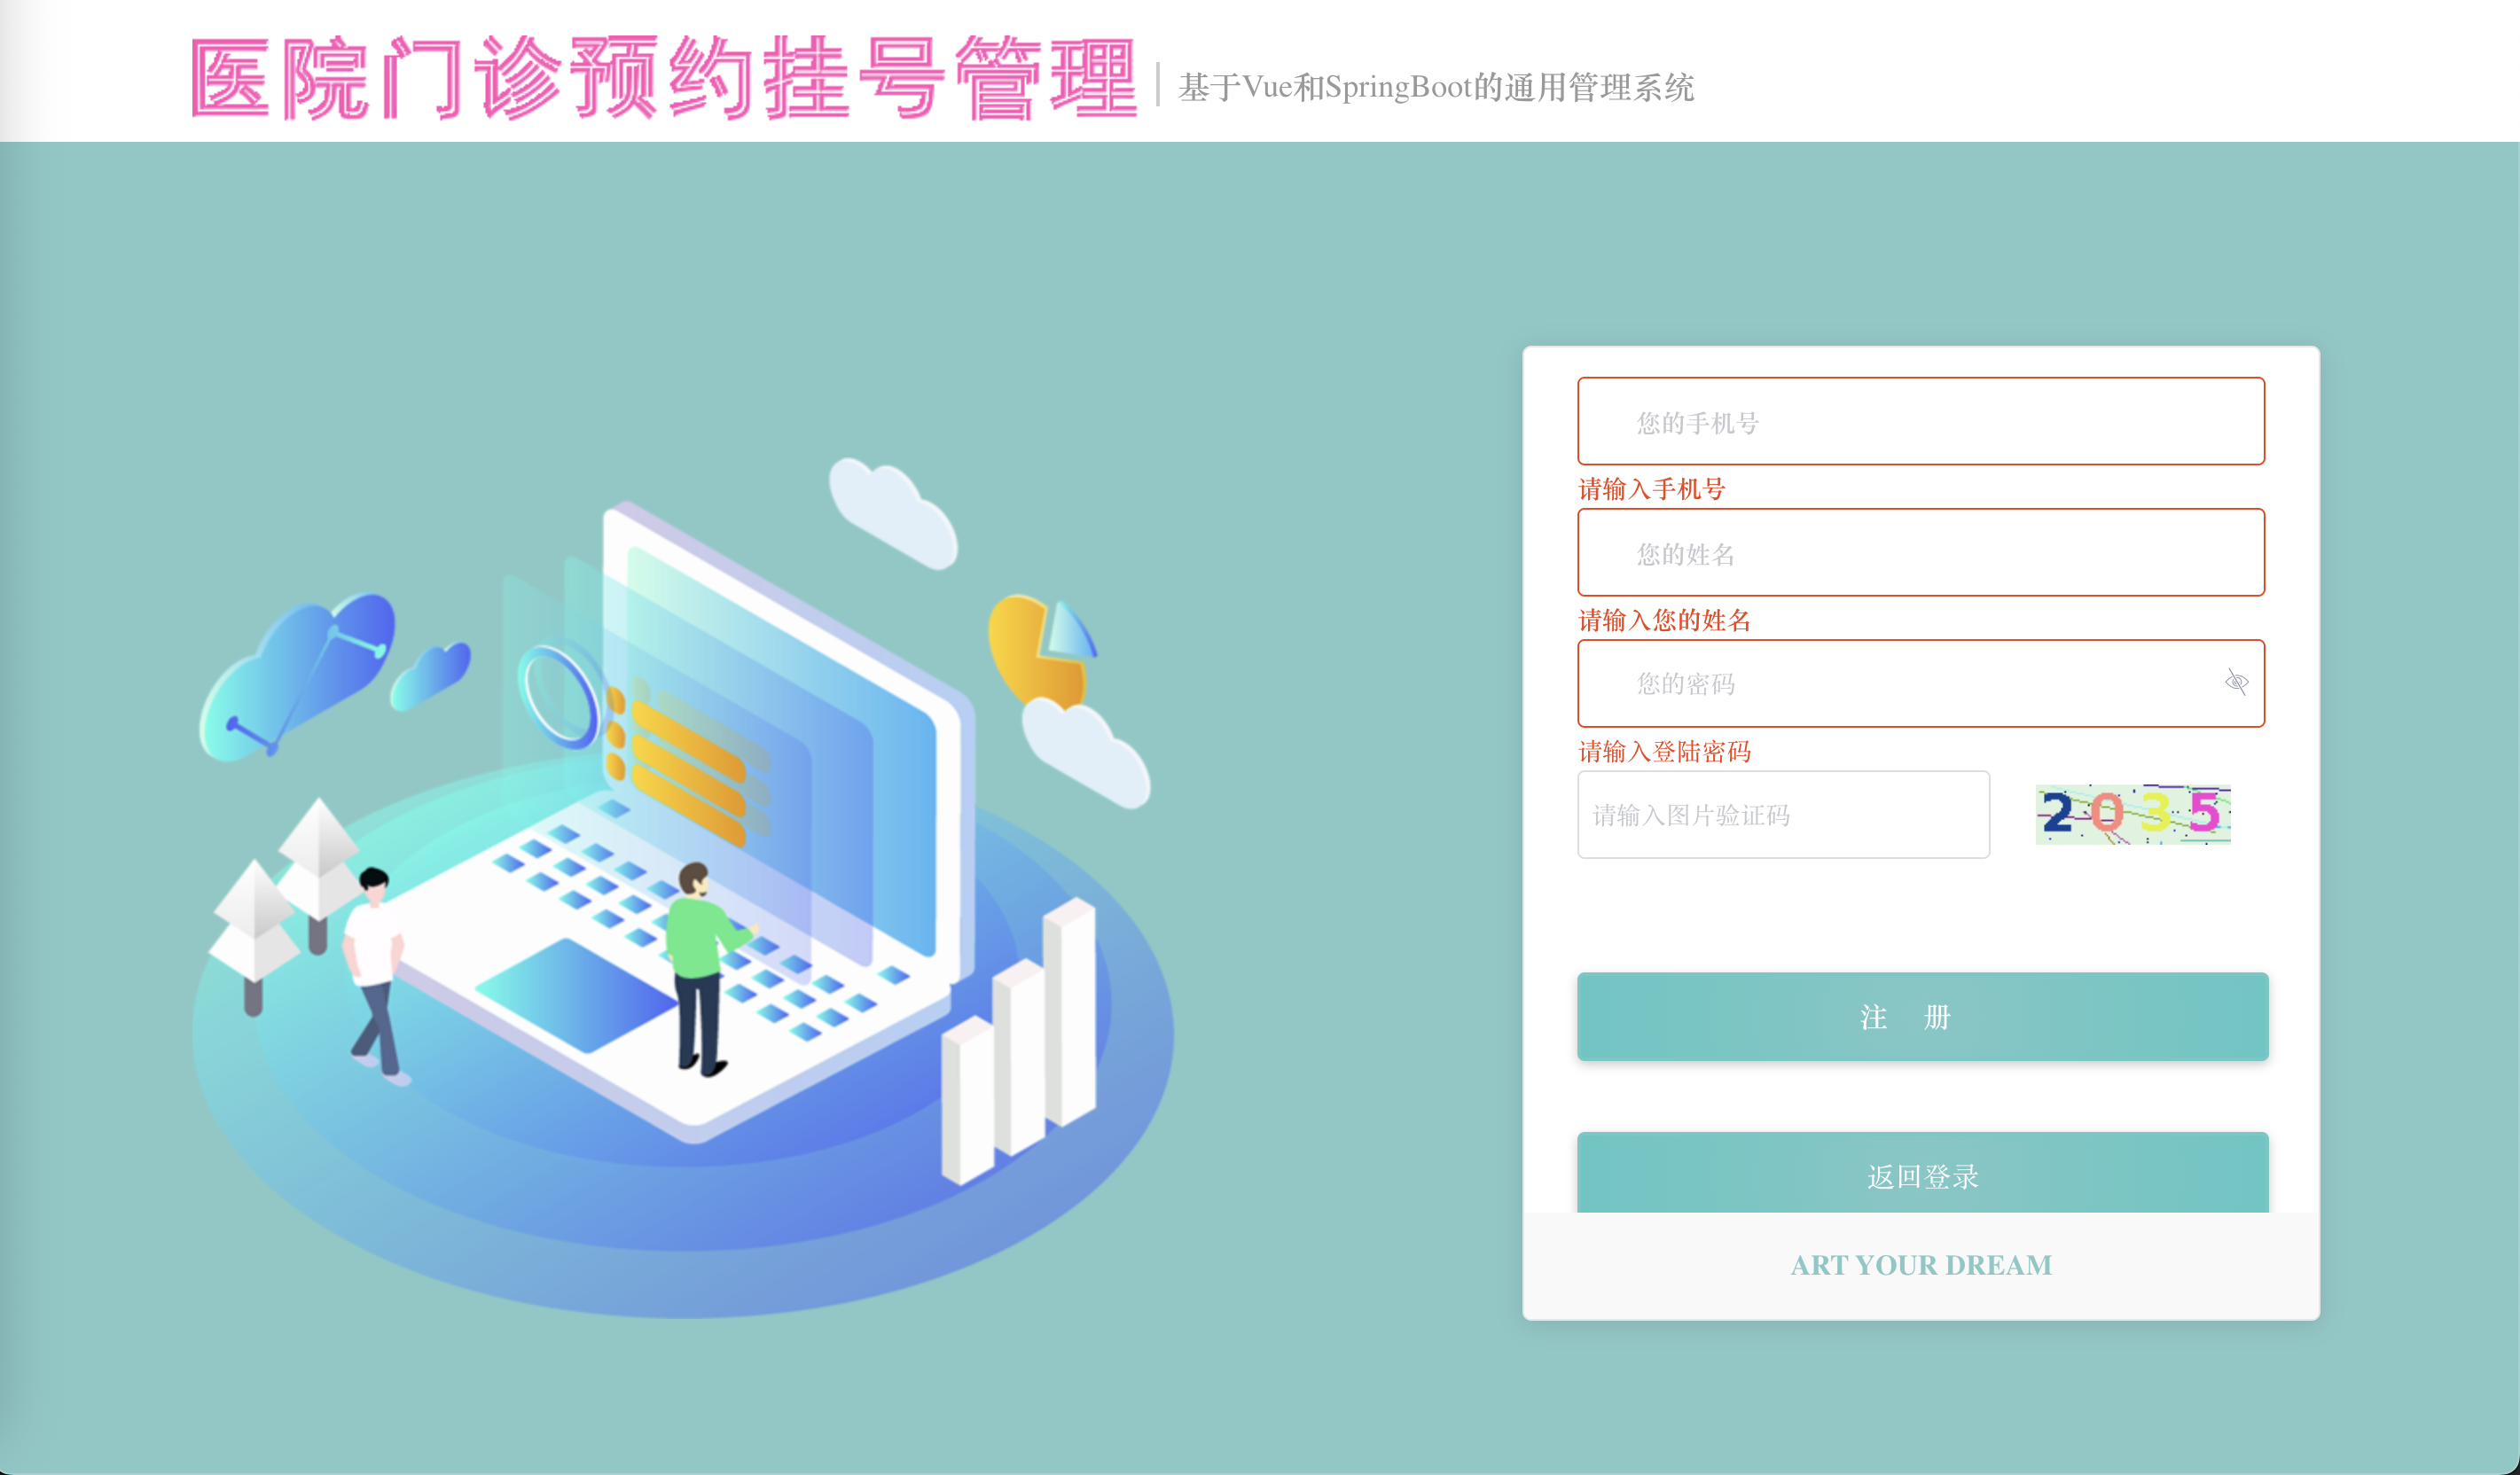 医院门诊预约挂号管理
基于Vue和SpringBoot的通用管理系统
您的手机号
请输入手机号
您的姓名
请输入您的姓名
您的密码
请输入登陆密码
请输入图片验证码
2035
注 册
返回登录
ART YOUR DREAM